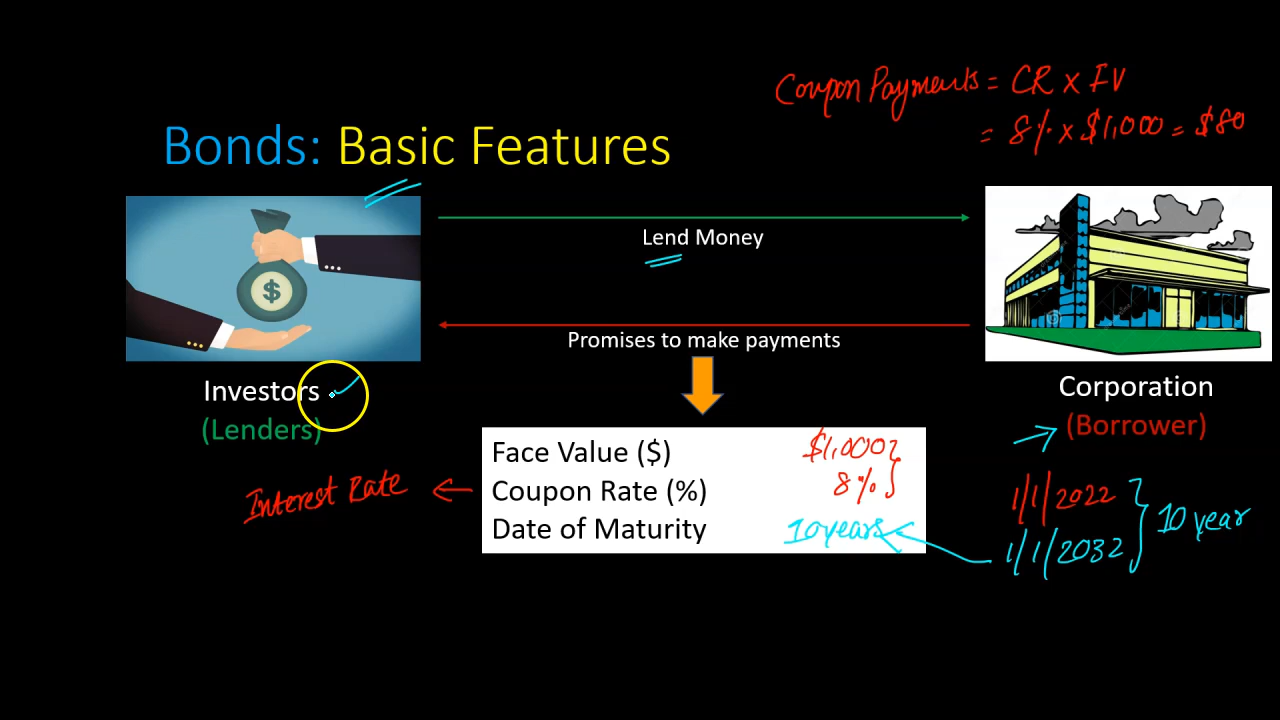 Coupon Payments = CR x FV
= 8% x $1,000 = $80
Bonds: Basic Features
$
Lend Money
Promises to make payments
Investors
(Lenders)
Corporation
(Borrower)
Face Value ($) $1,000
Coupon Rate (%) 8%
Date of Maturity 10 years
Interest Rate
1/1/2022
1/1/2032
10 year